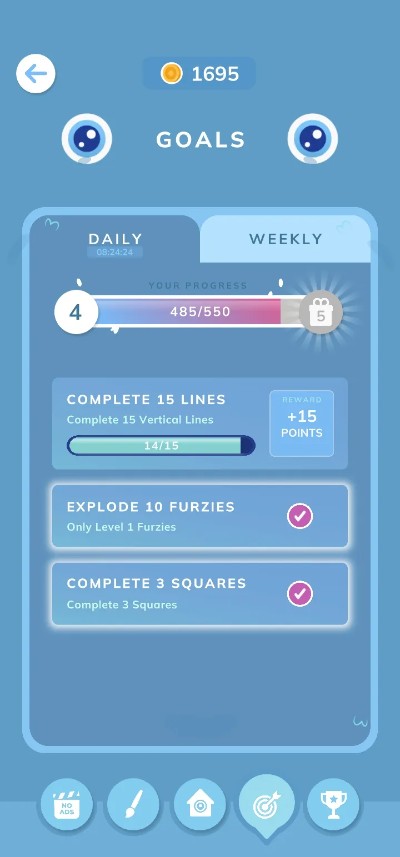 1695
GOALS
DAILY
08:24:24
WEEKLY
YOUR PROGRESS
4
485/550
5
COMPLETE 15 LINES
Complete 15 Vertical Lines
14/15
REWARD
+15
POINTS
EXPLODE 10 FURZIES
Only Level 1 Furzies
COMPLETE 3 SQUARES
Complete 3 Squares
NO
ADS